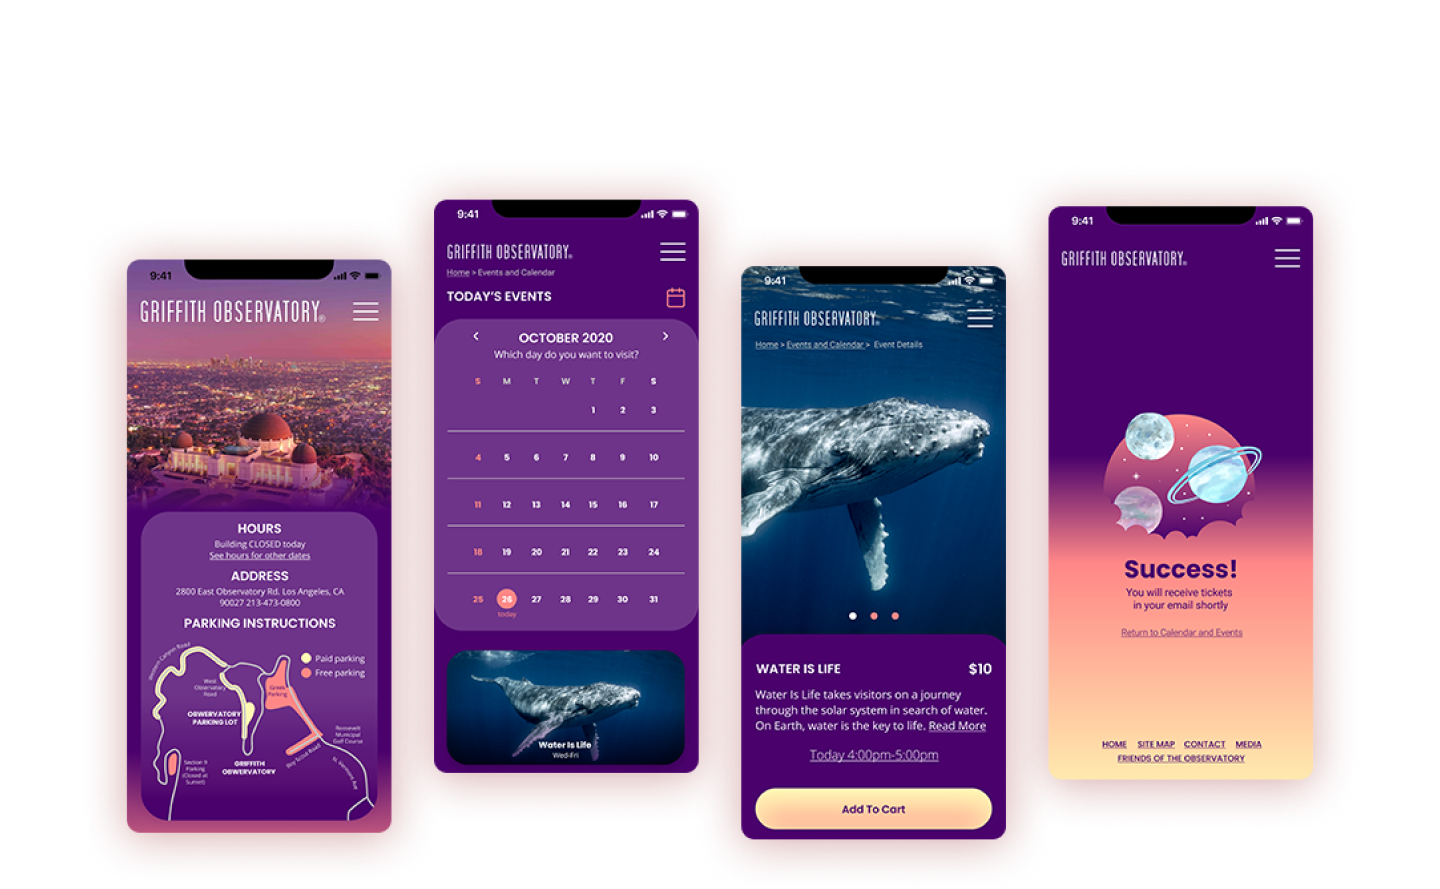 9:41
GRIFFITH OBSERVATORY®
HOURS
Building CLOSED today
See hours for other dates
ADDRESS
2800 East Observatory Rd. Los Angeles, CA
90027 213-473-0800
PARKING INSTRUCTIONS
Paid parking
Free parking
Western Canyon Road
West
Observatory
Road
Greek
Parking
OBWERVATORY
PARKING LOT
Roosevelt
Municipal
Golf Course
Boy Scout Road
Section 9
Parking
(Closed at
Sunset)
GRIFFITH
OBWERVATORY
N. Vermont Ave
9:41
GRIFFITH OBSERVATORY®
Home > Events and Calendar
TODAY'S EVENTS
< OCTOBER 2020 >
Which day do you want to visit?
S M T W T F S
1 2 3
4 5 6 7 8 9 10
11 12 13 14 15 16 17
18 19 20 21 22 23 24
25 26 27 28 29 30 31
today
Water Is Life
Wed-Fri
9:41
GRIFFITH OBSERVATORY®
Home > Events and Calendar > Event Details
WATER IS LIFE $10
Water Is Life takes visitors on a journey
through the solar system in search of water.
On Earth, water is the key to life. Read More
Today 4:00pm-5:00pm
Add To Cart
9:41
GRIFFITH OBSERVATORY®
Success!
You will receive tickets
in your email shortly
Return to Calendar and Events
HOME SITE MAP CONTACT MEDIA
FRIENDS OF THE OBSERVATORY